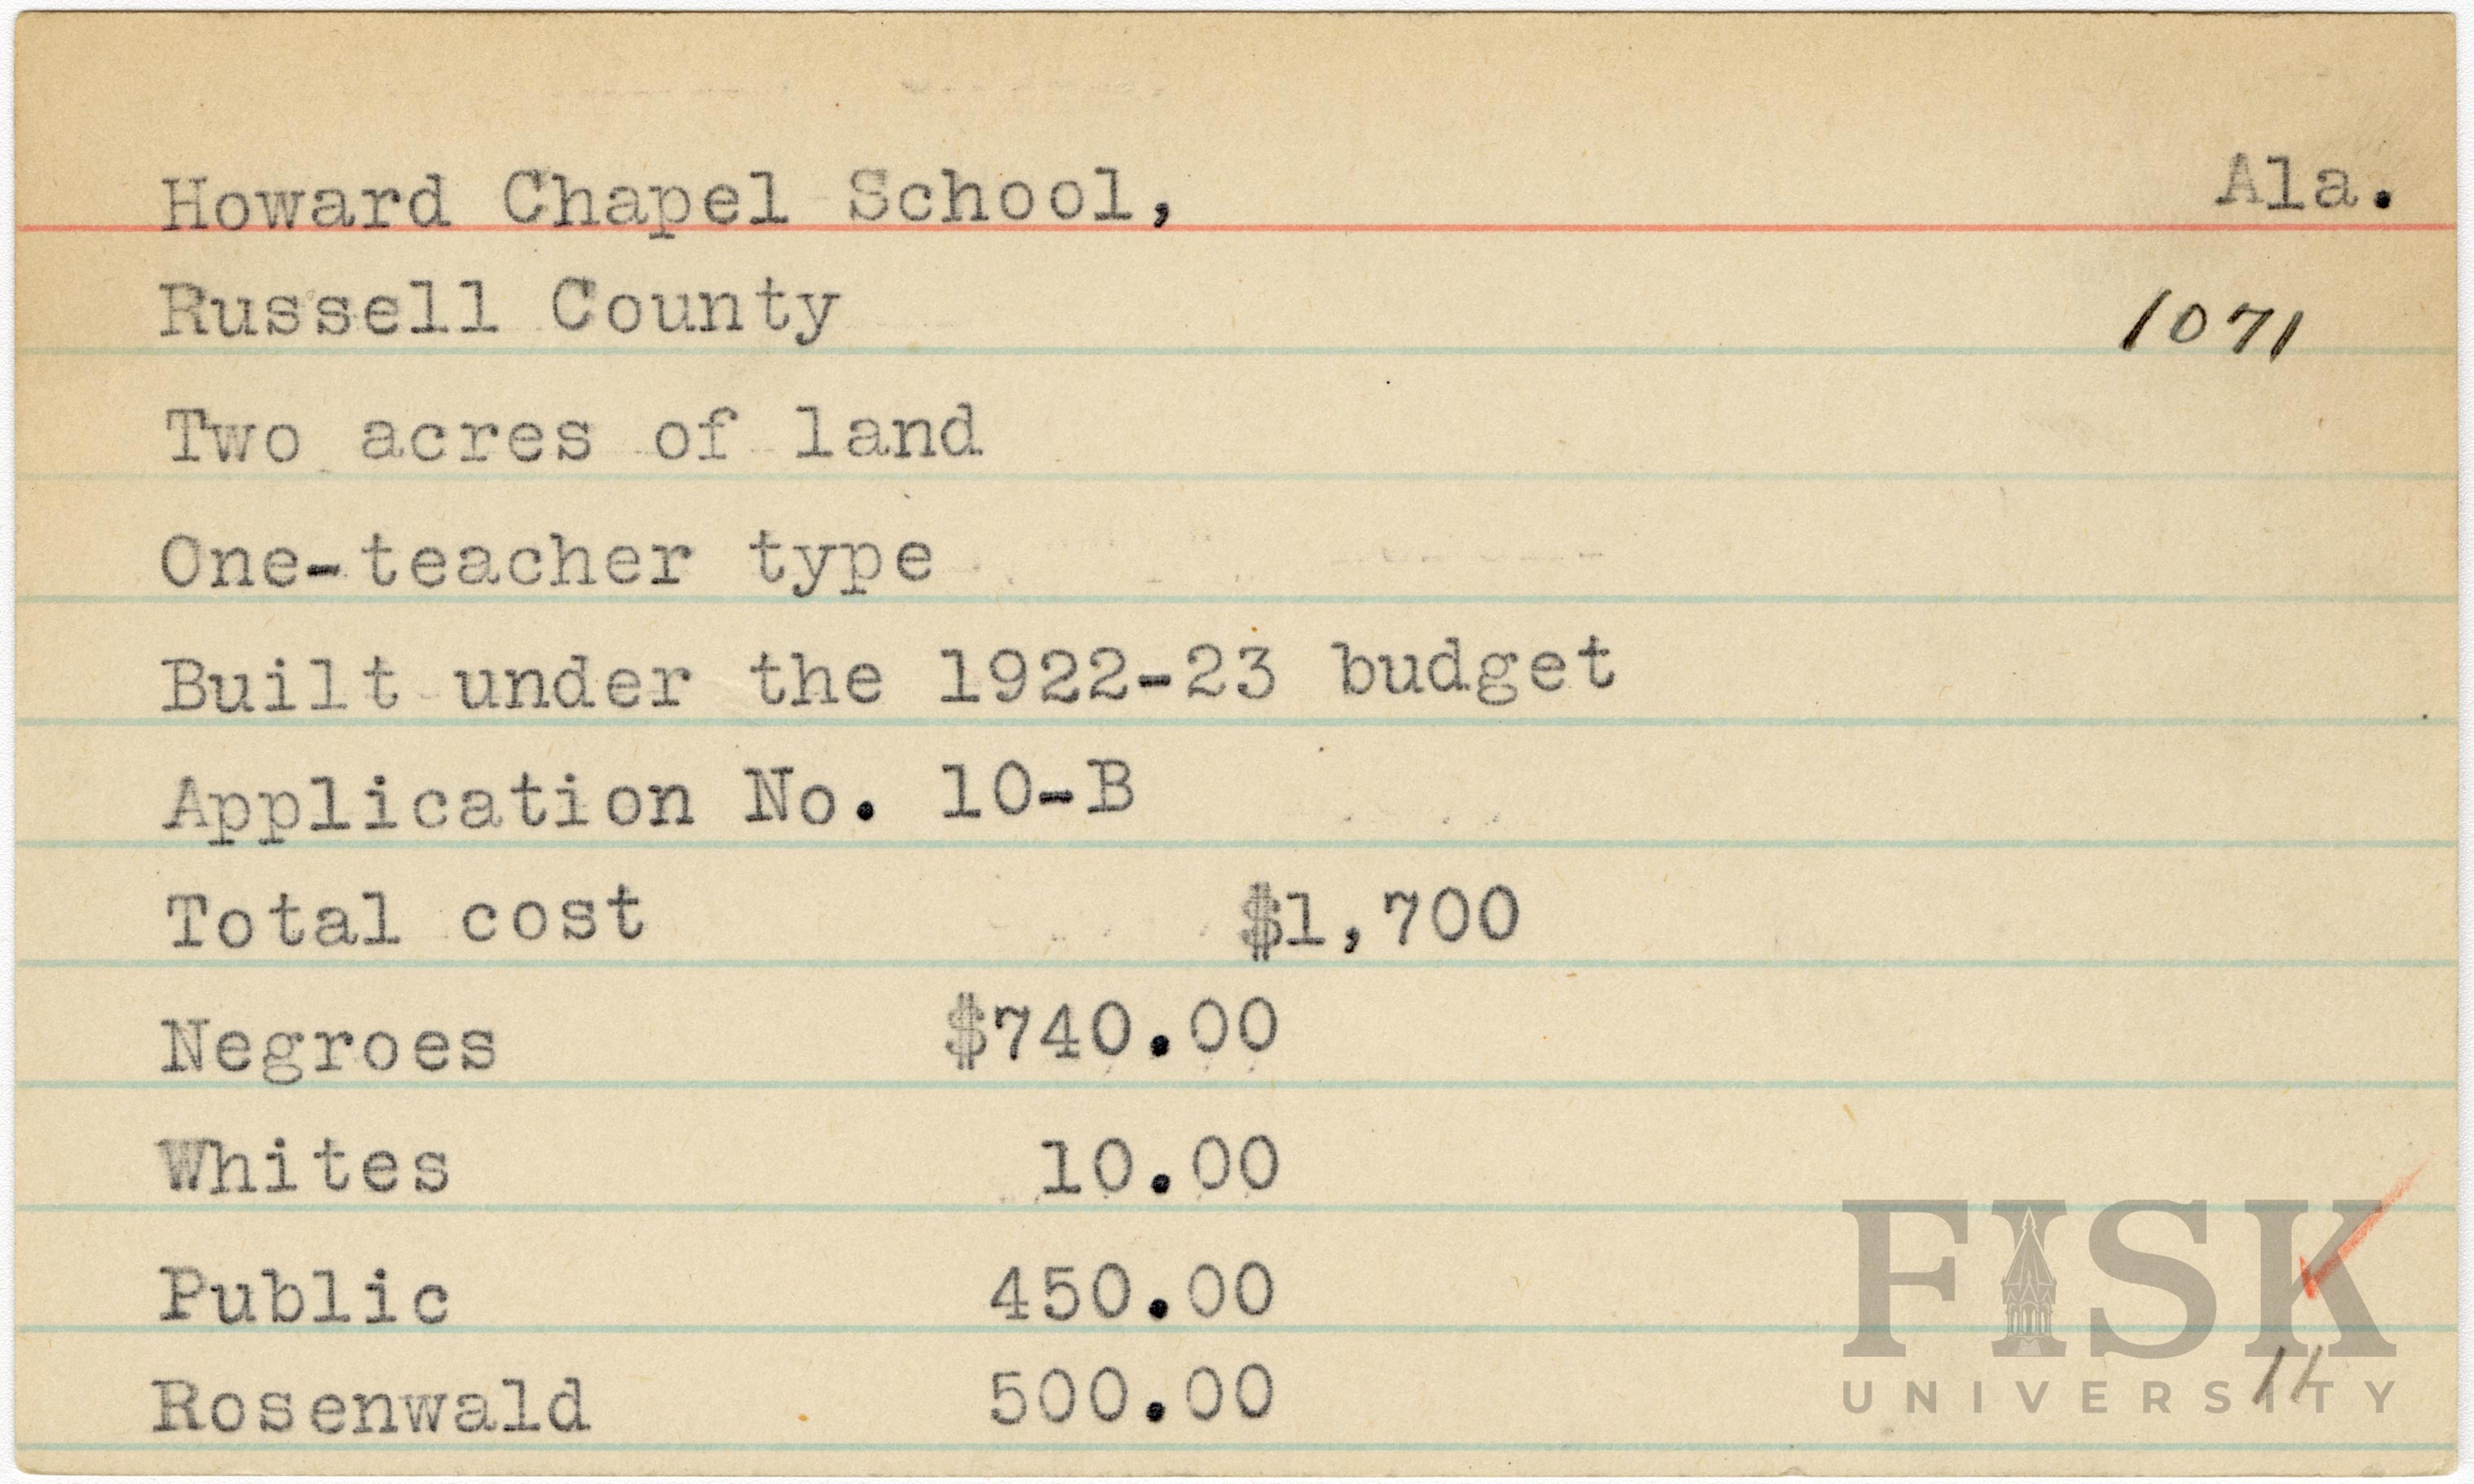 Howard Chapel School, Ala.
Russell County 1071
Two acres of land
One-teacher type
Built under the 1922-23 budget
Application No. 10-B
Total cost $1,700
Negroes $740.00
Whites 10.00
Public 450.00
Rosenwald 500.00
FISK
UNIVERSITY
11